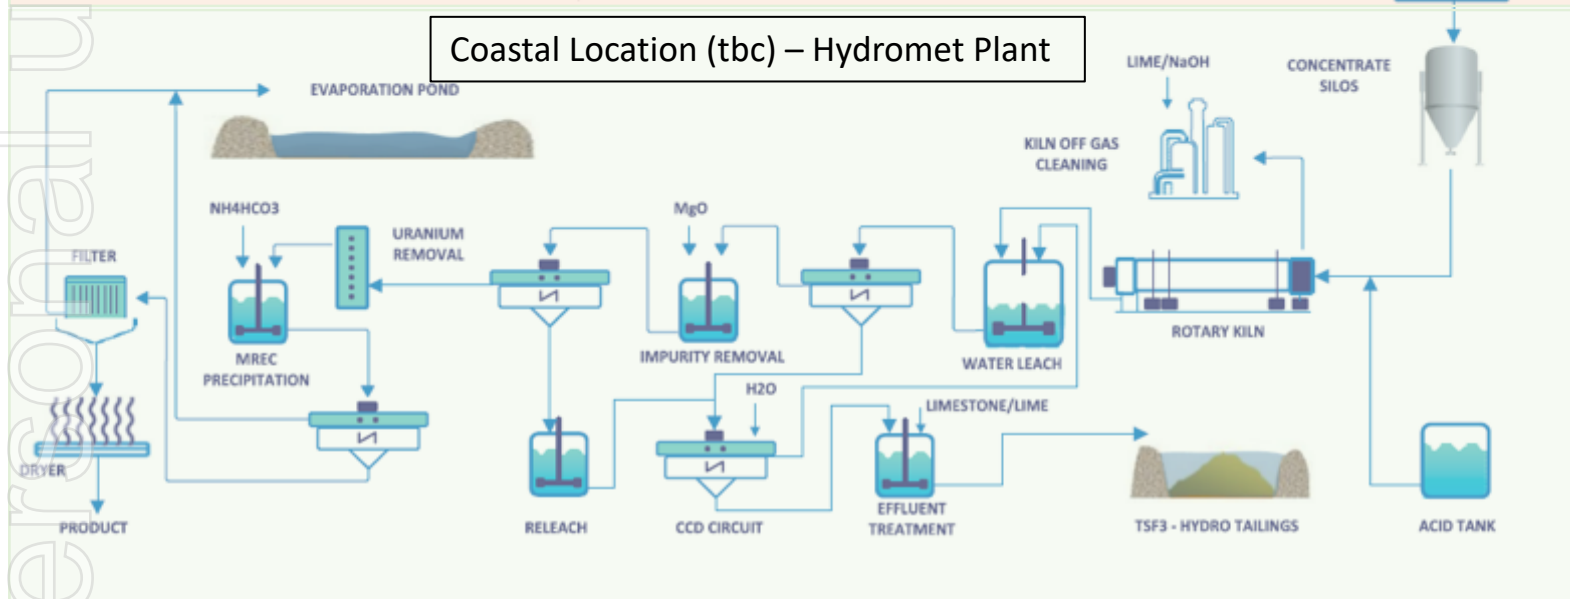 Coastal Location (tbc) – Hydromet Plant
LIME/NaOH
CONCENTRATE
SILOS
EVAPORATION POND
KILN OFF GAS
CLEANING
NH4HCO3
MgO
URANIUM
REMOVAL
FILTER
ROTARY KILN
MREC
PRECIPITATION
IMPURITY REMOVAL
WATER LEACH
H2O
LIMESTONE/LIME
DRYER
PRODUCT
RELEACH
CCD CIRCUIT
EFFLUENT
TREATMENT
TSF3 - HYDRO TAILINGS
ACID TANK
ersonal u